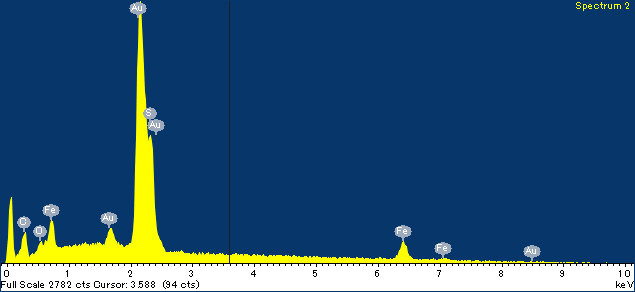 Spectrum 2
Au
S
Au
Fe
C
O
Au
Fe
Fe
Au
0 1 2 3 4 5 6 7 8 9 10
Full Scale 2782 cts Cursor: 3.588 (94 cts) keV